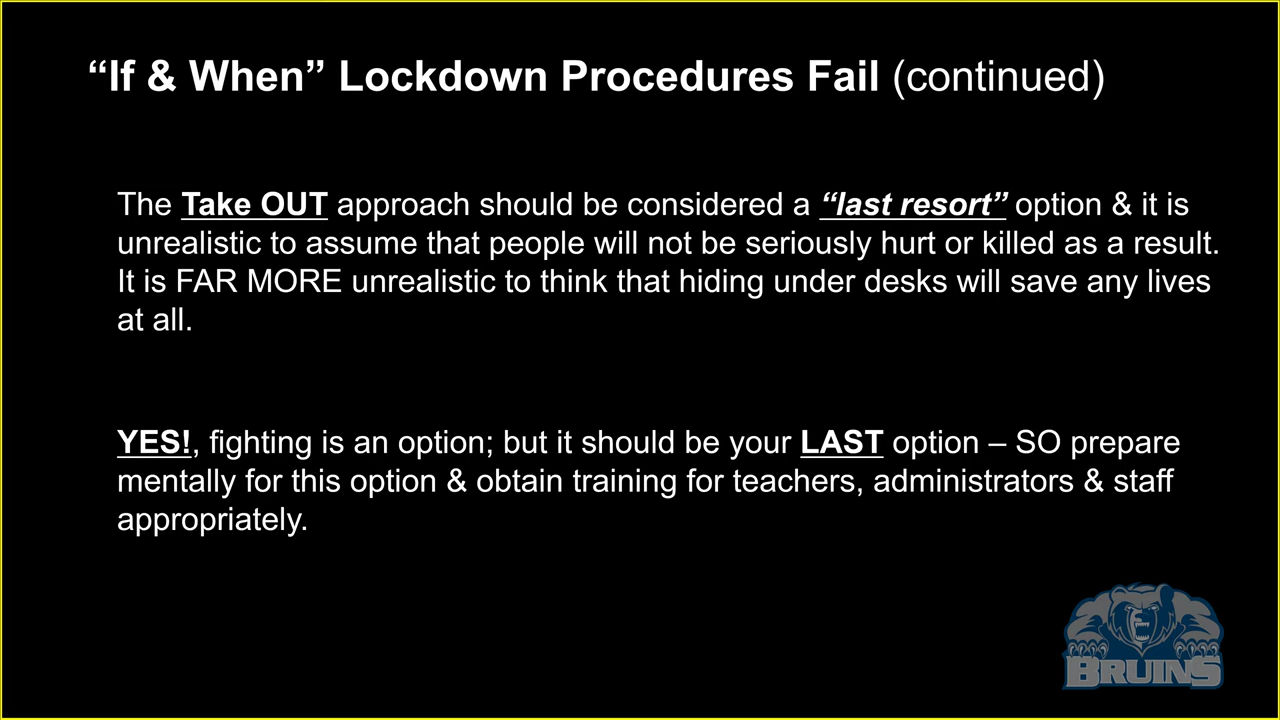 “If & When” Lockdown Procedures Fail (continued)
The Take OUT approach should be considered a “last resort” option & it is
unrealistic to assume that people will not be seriously hurt or killed as a result.
It is FAR MORE unrealistic to think that hiding under desks will save any lives
at all.
YES!, fighting is an option; but it should be your LAST option – SO prepare
mentally for this option & obtain training for teachers, administrators & staff
appropriately.
BRUINS